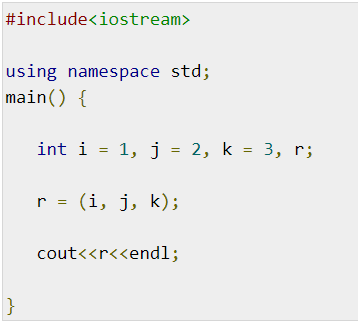 #include<iostream>
using namespace std;
main() {
int i = 1, j = 2, k = 3, r;
r = (i, j, k);
cout<<r<<endl;
}